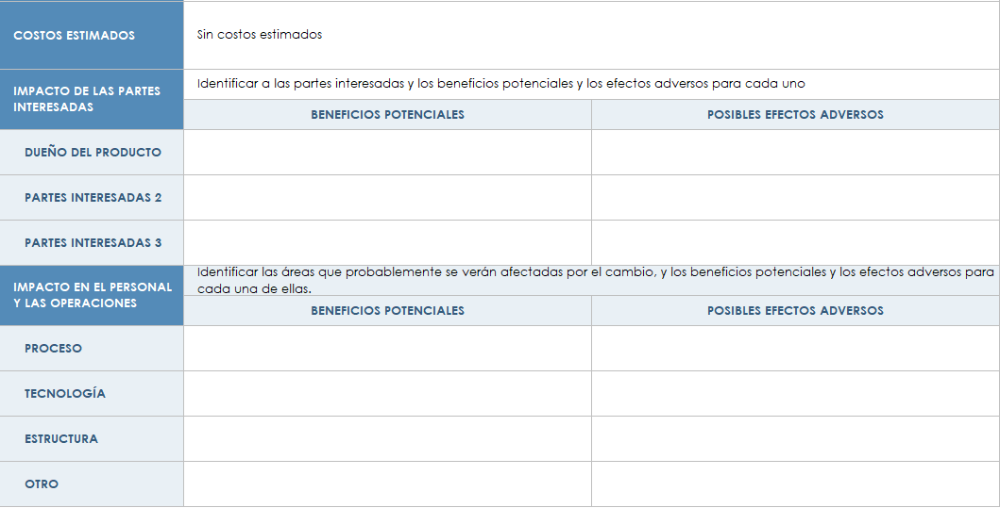 COSTOS ESTIMADOS
Sin costos estimados
IMPACTO DE LAS PARTES
INTERESADAS
Identificar a las partes interesadas y los beneficios potenciales y los efectos adversos para cada uno
BENEFICIOS POTENCIALES
POSIBLES EFECTOS ADVERSOS
DUEÑO DEL PRODUCTO
PARTES INTERESADAS 2
PARTES INTERESADAS 3
IMPACTO EN EL PERSONAL
Y LAS OPERACIONES
Identificar las áreas que probablemente se verán afectadas por el cambio, y los beneficios potenciales y los efectos adversos para
cada una de ellas.
BENEFICIOS POTENCIALES
POSIBLES EFECTOS ADVERSOS
PROCESO
TECNOLOGÍA
ESTRUCTURA
OTRO